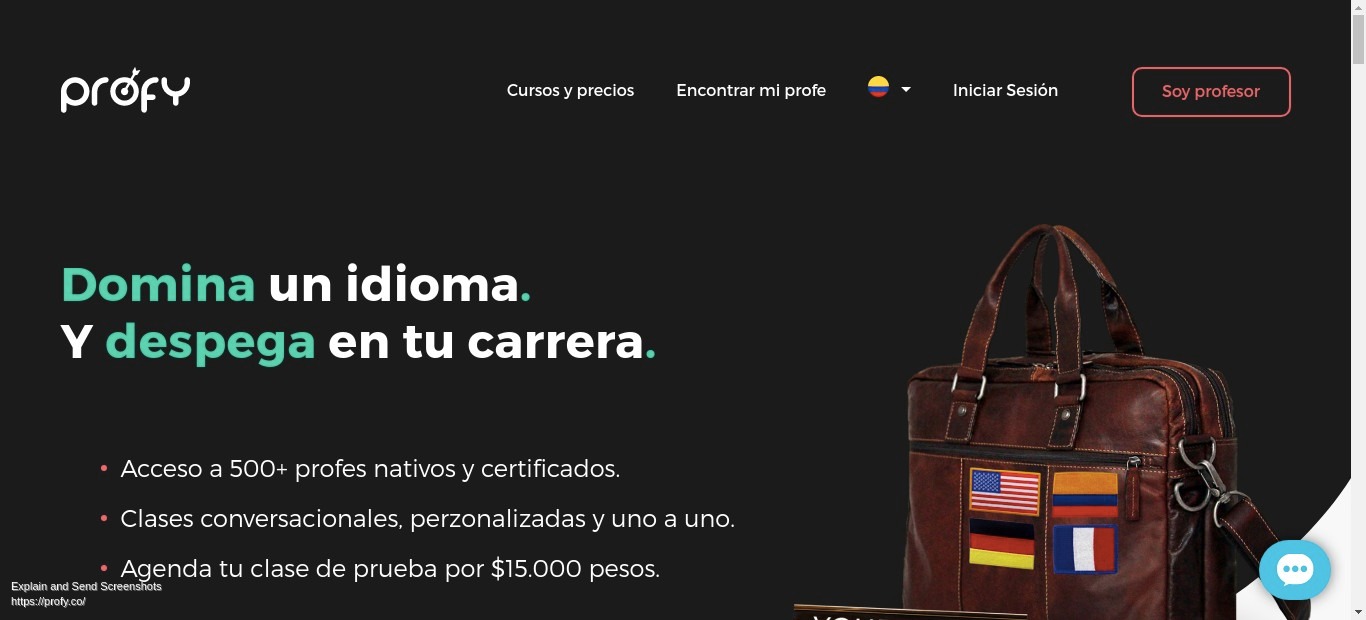 profy
Cursos y precios
Encontrar mi profe
Iniciar Sesión
Soy profesor
Domina un idioma.
Y despega en tu carrera.
• Acceso a 500+ profes nativos y certificados.
• Clases conversacionales, perzonalizadas y uno a uno.
• Agenda tu clase de prueba por $15.000 pesos.
Explain and Send Screenshots
https://profy.co/